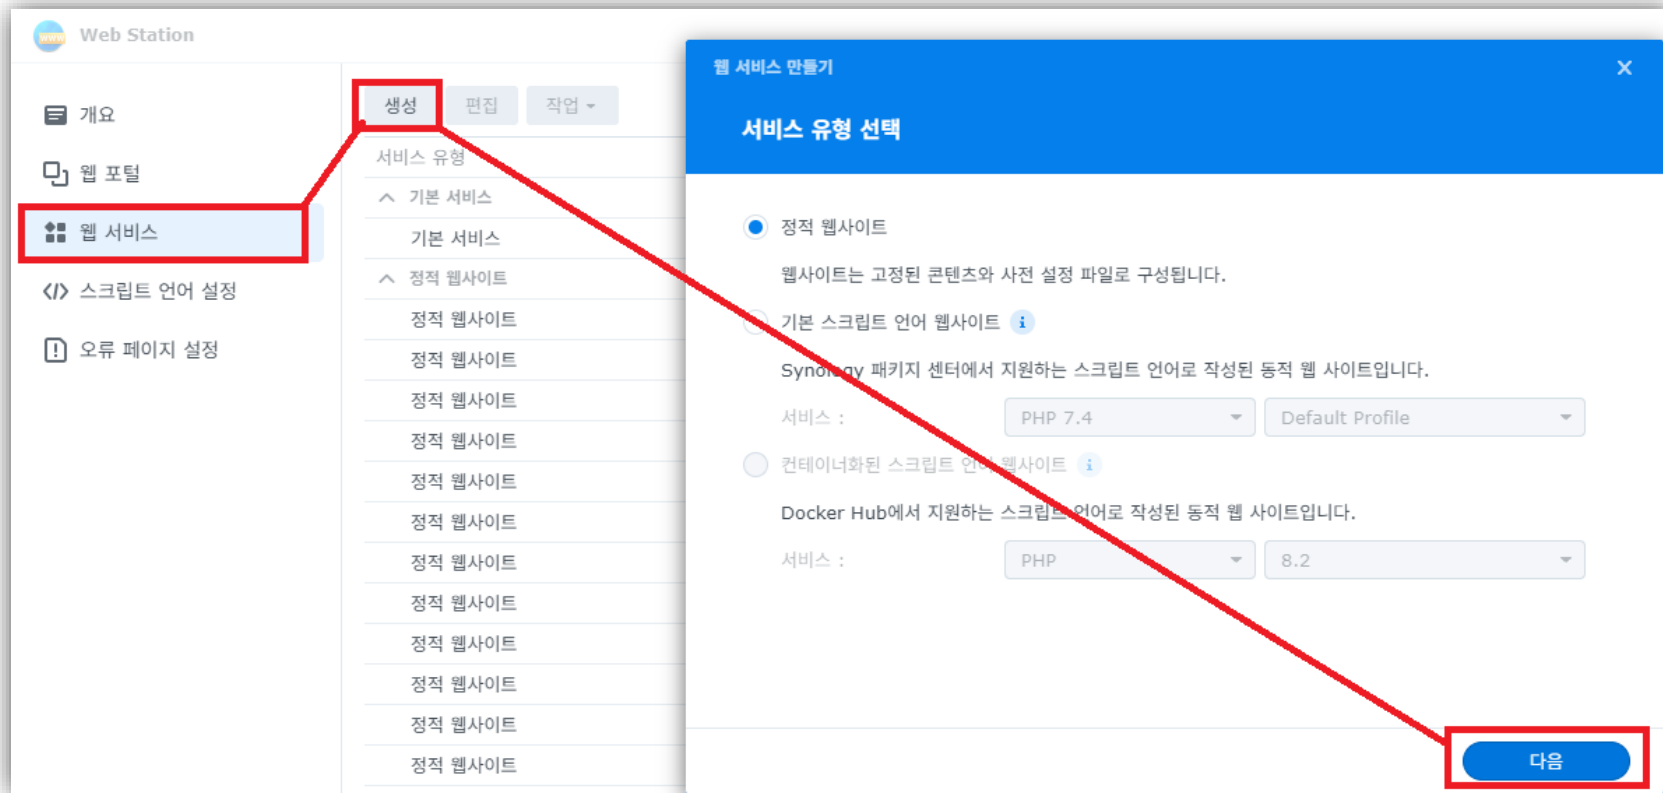 Web Station
개요
웹 포털
웹 서비스
스크립트 언어 설정
오류 페이지 설정
생성 편집 작업
서비스 유형
기본 서비스
기본 서비스
정적 웹사이트
정적 웹사이트
정적 웹사이트
정적 웹사이트
정적 웹사이트
정적 웹사이트
정적 웹사이트
정적 웹사이트
정적 웹사이트
정적 웹사이트
정적 웹사이트
정적 웹사이트
정적 웹사이트
웹 서비스 만들기
서비스 유형 선택
정적 웹사이트
웹사이트는 고정된 콘텐츠와 사전 설정 파일로 구성됩니다.
기본 스크립트 언어 웹사이트
Synology 패키지 센터에서 지원하는 스크립트 언어로 작성된 동적 웹 사이트입니다.
서비스 : PHP 7.4 Default Profile
컨테이너화된 스크립트 언어 웹사이트
Docker Hub에서 지원하는 스크립트 언어로 작성된 동적 웹 사이트입니다.
서비스 : PHP 8.2
다음